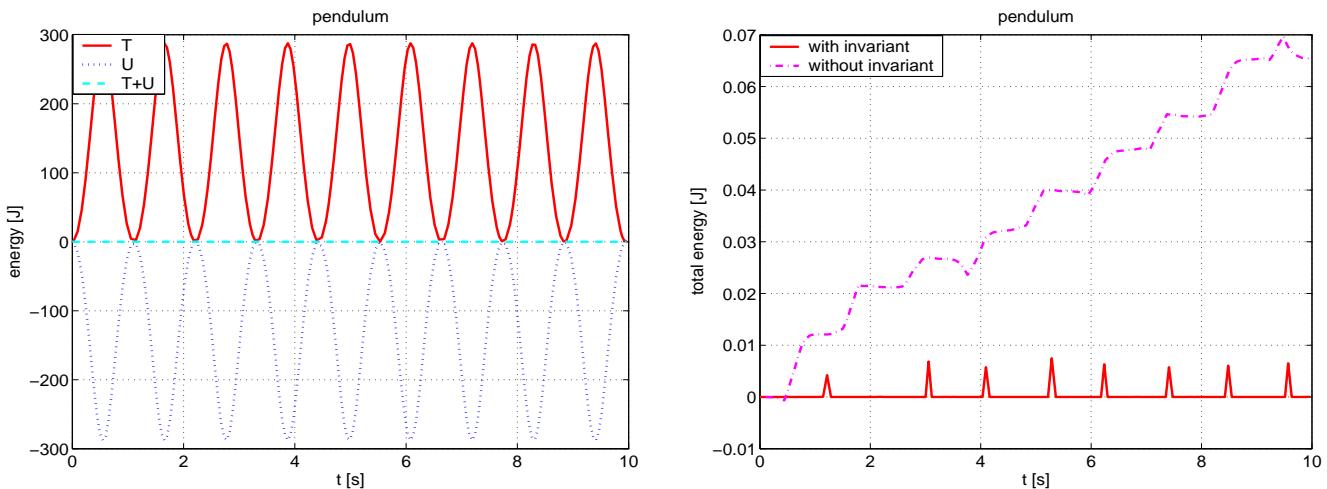 pendulum
300
200
100
0
−100
−200
−300
energy [J]
T
U
T+U
0
2
4
6
8
10
t [s]
pendulum
0.07
0.06
0.05
0.04
0.03
0.02
0.01
0
−0.01
total energy [J]
with invariant
without invariant
0
2
4
6
8
10
t [s]